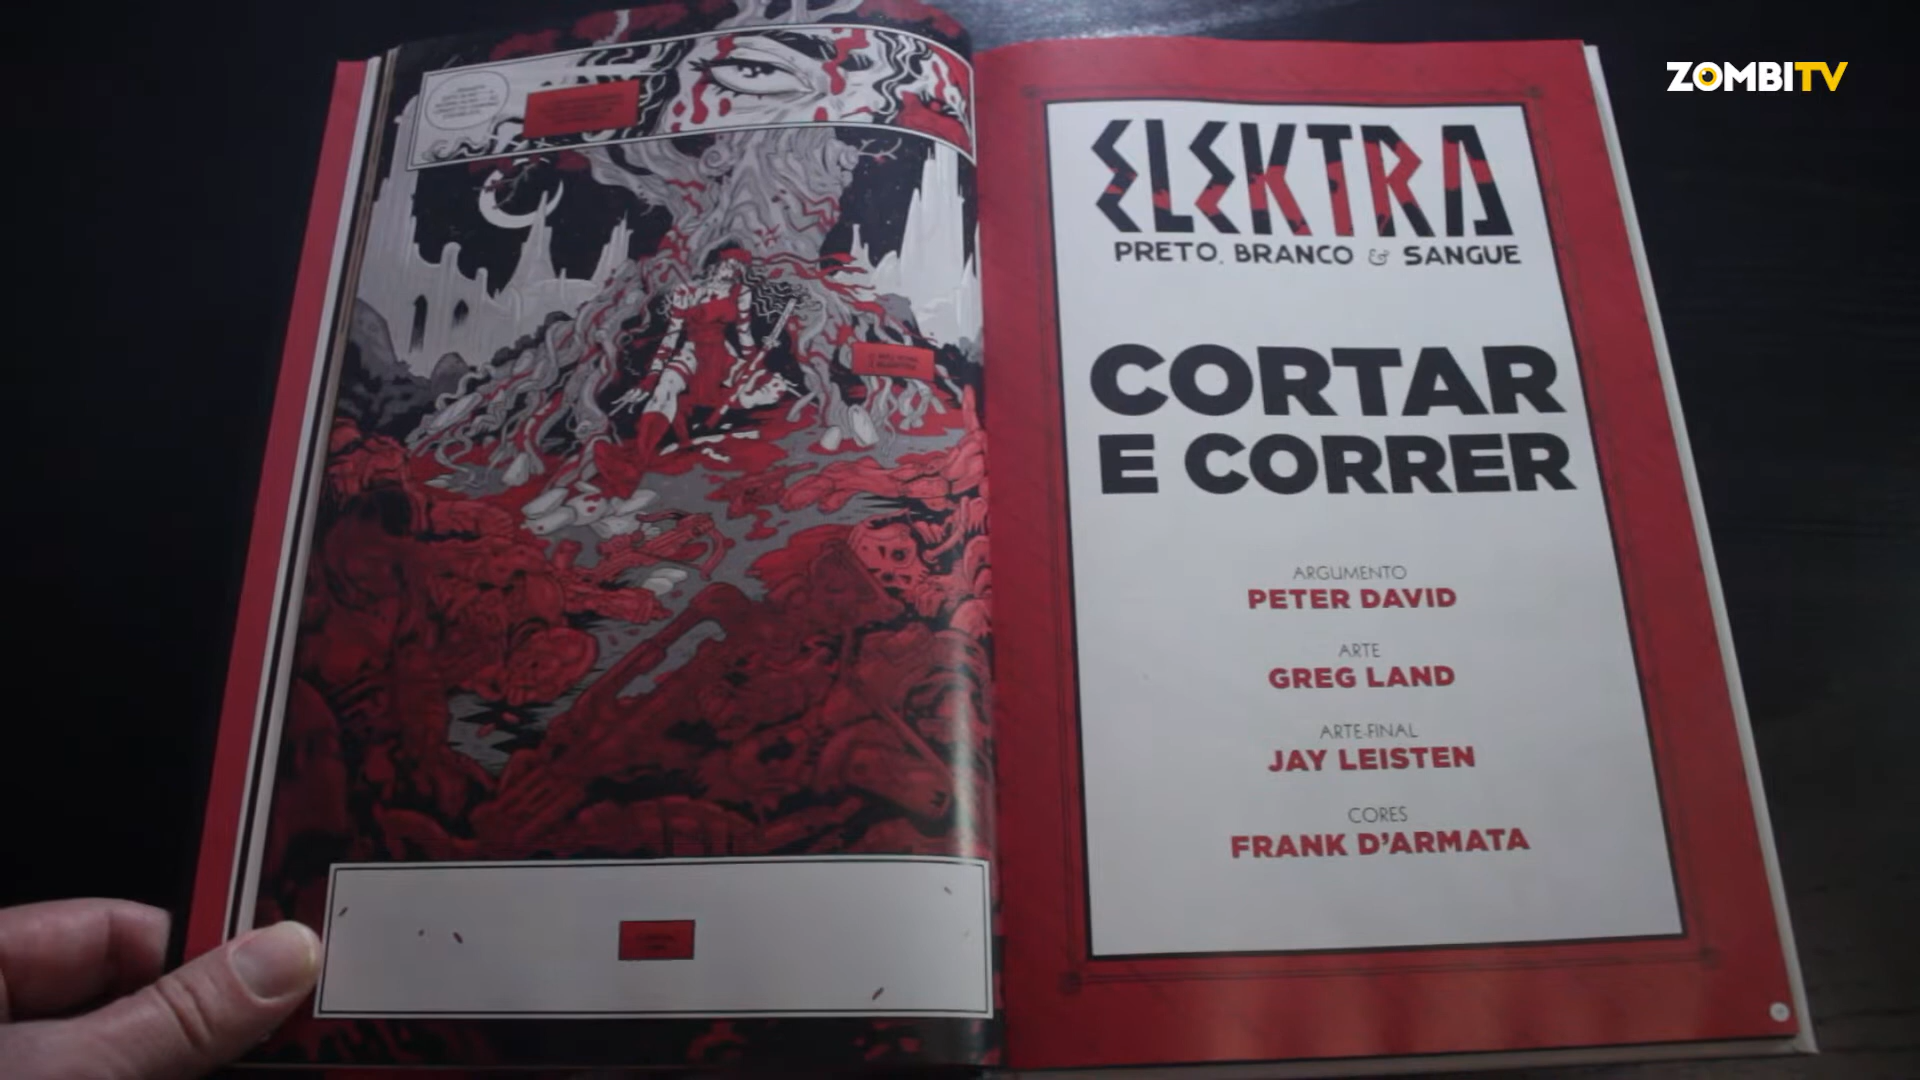 ZOMBITV
ELEKTRA
PRETO, BRANCO & SANGUE
CORTAR
E CORRER
ARGUMENTO
PETER DAVID
ARTE
GREG LAND
ARTE-FINAL
JAY LEISTEN
CORES
FRANK D'ARMATA